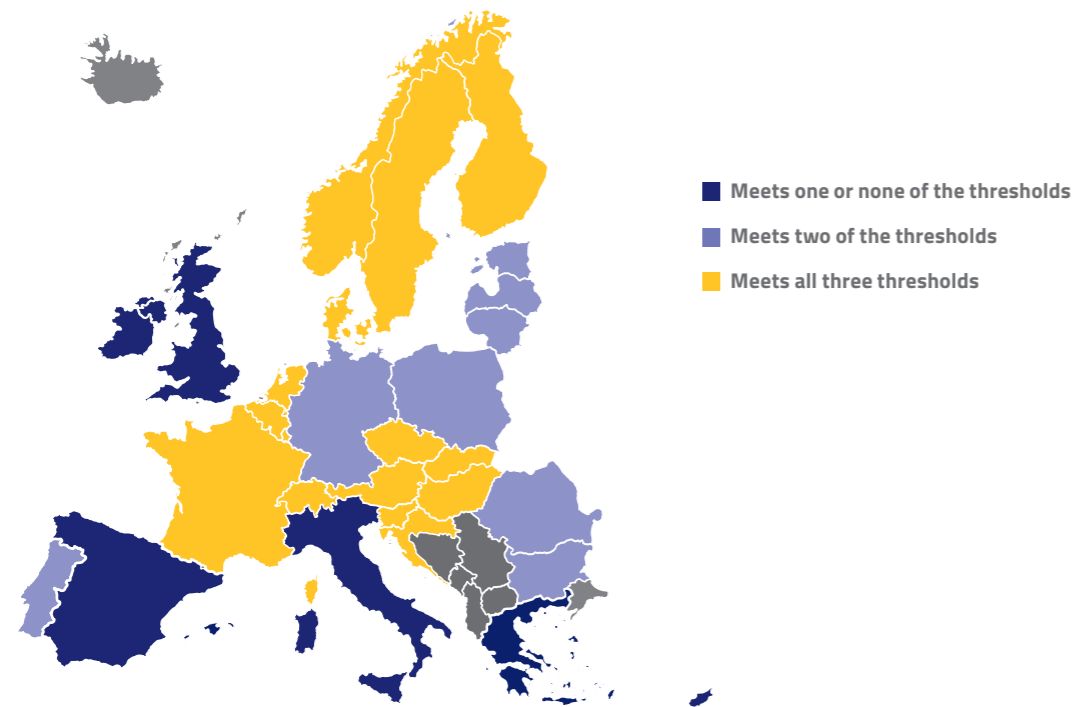 Meets one or none of the thresholds
Meets two of the thresholds
Meets all three thresholds